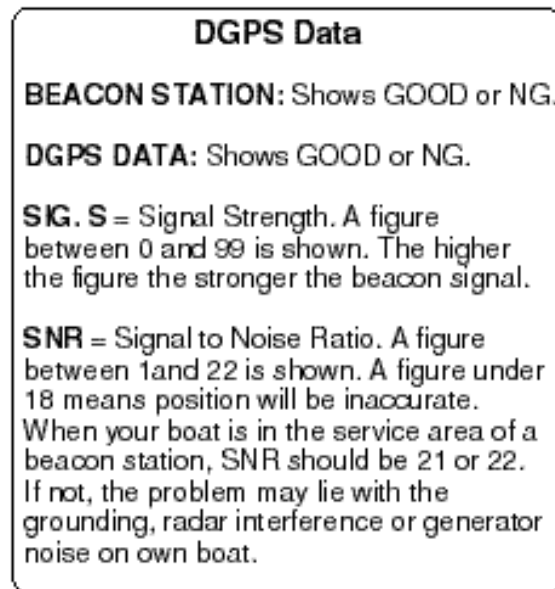 DGPS Data
BEACON STATION: Shows GOOD or NG.
DGPS DATA: Shows GOOD or NG.
SIG. S = Signal Strength. A figure
between 0 and 99 is shown. The higher
the figure the stronger the beacon signal.
SNR = Signal to Noise Ratio. A figure
between 1and 22 is shown. A figure under
18 means position will be inaccurate.
When your boat is in the service area of a
beacon station, SNR should be 21 or 22.
If not, the problem may lie with the
grounding, radar interference or generator
noise on own boat.